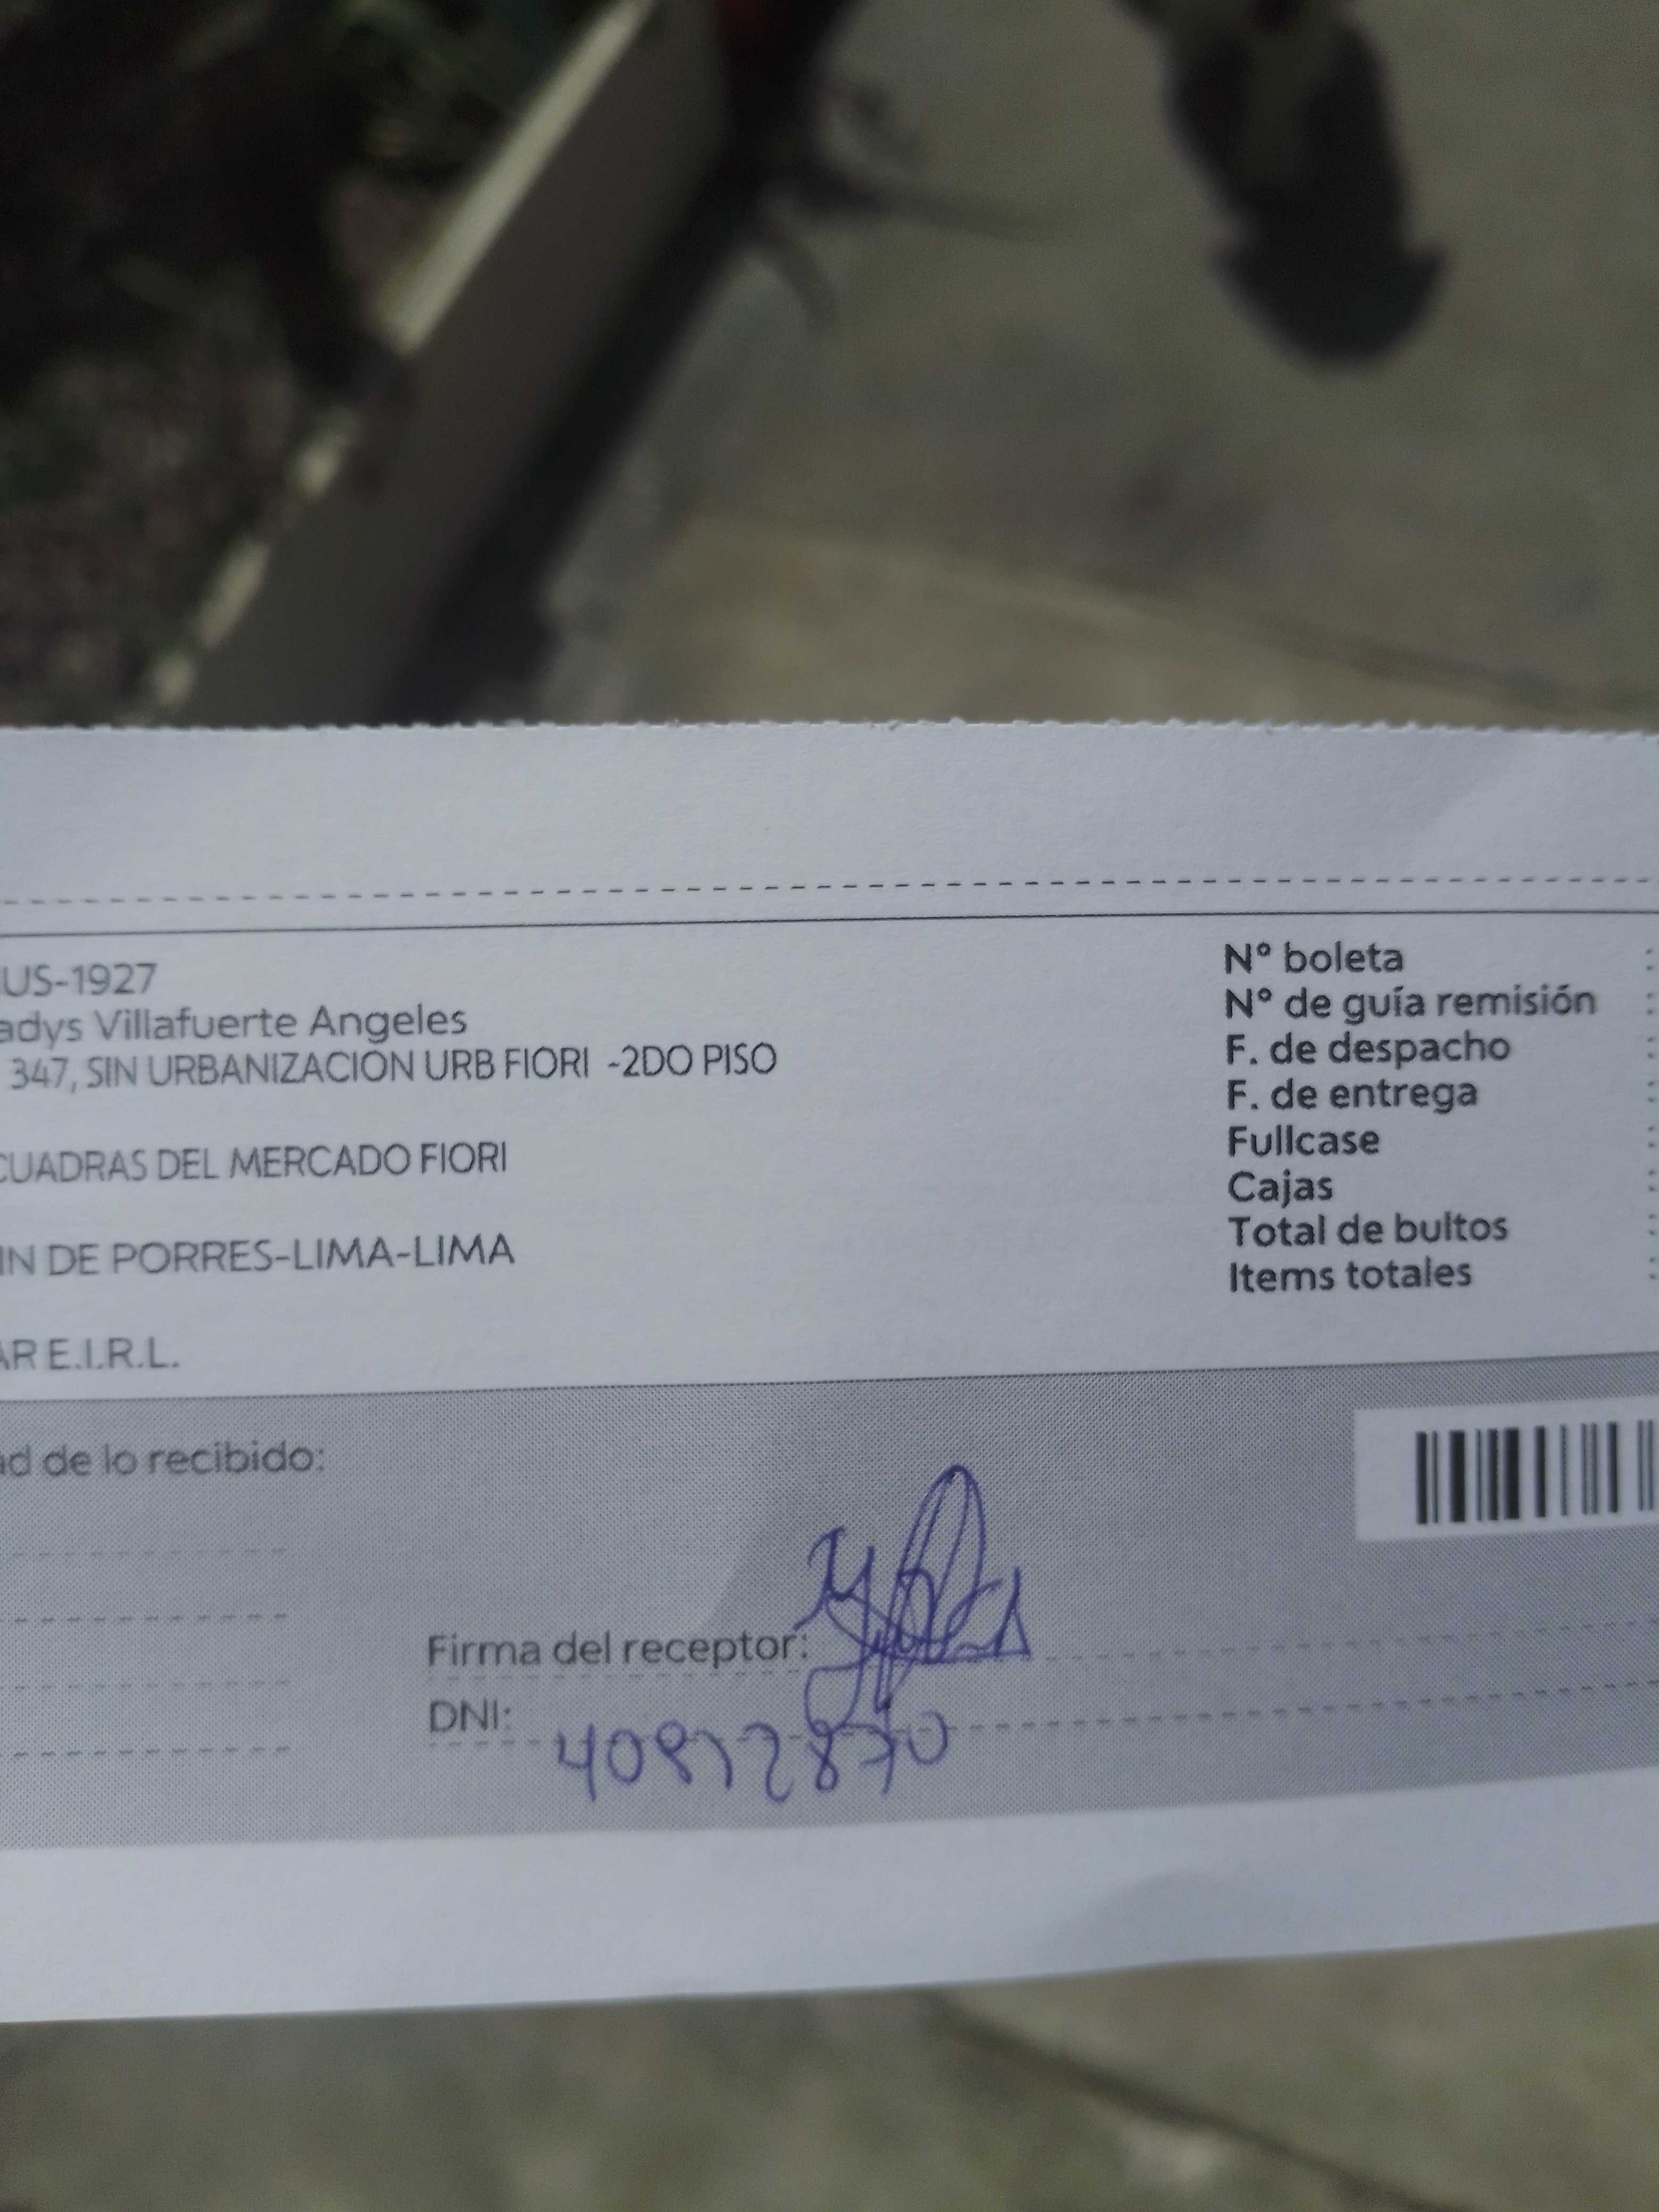 US-1927
adys Villafuerte Angeles
347, SIN URBANIZACION URB FIORI -2DO PISO
CUADRAS DEL MERCADO FIORI
IN DE PORRES-LIMA-LIMA
AR E.I.R.L.
N° boleta :
N° de guía remisión :
F. de despacho :
F. de entrega :
Fullcase :
Cajas :
Total de bultos :
Items totales :
ad de lo recibido:
Firma del receptor:
DNI: